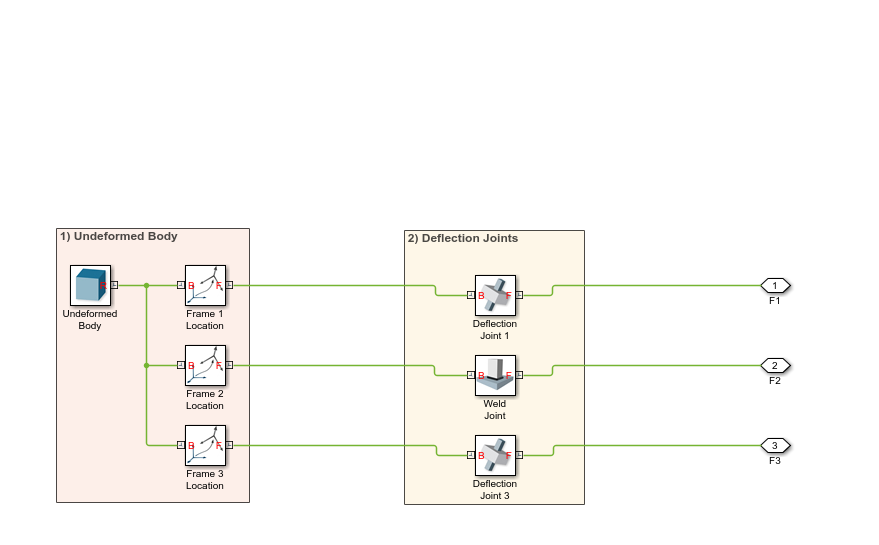 1) Undeformed Body
2) Deflection Joints
R
B F
Undeformed
Body
Frame 1
Location
B F
Deflection
Joint 1
1
F1
B F
Frame 2
Location
B F
Weld
Joint
2
F2
B F
Frame 3
Location
B F
Deflection
Joint 3
3
F3